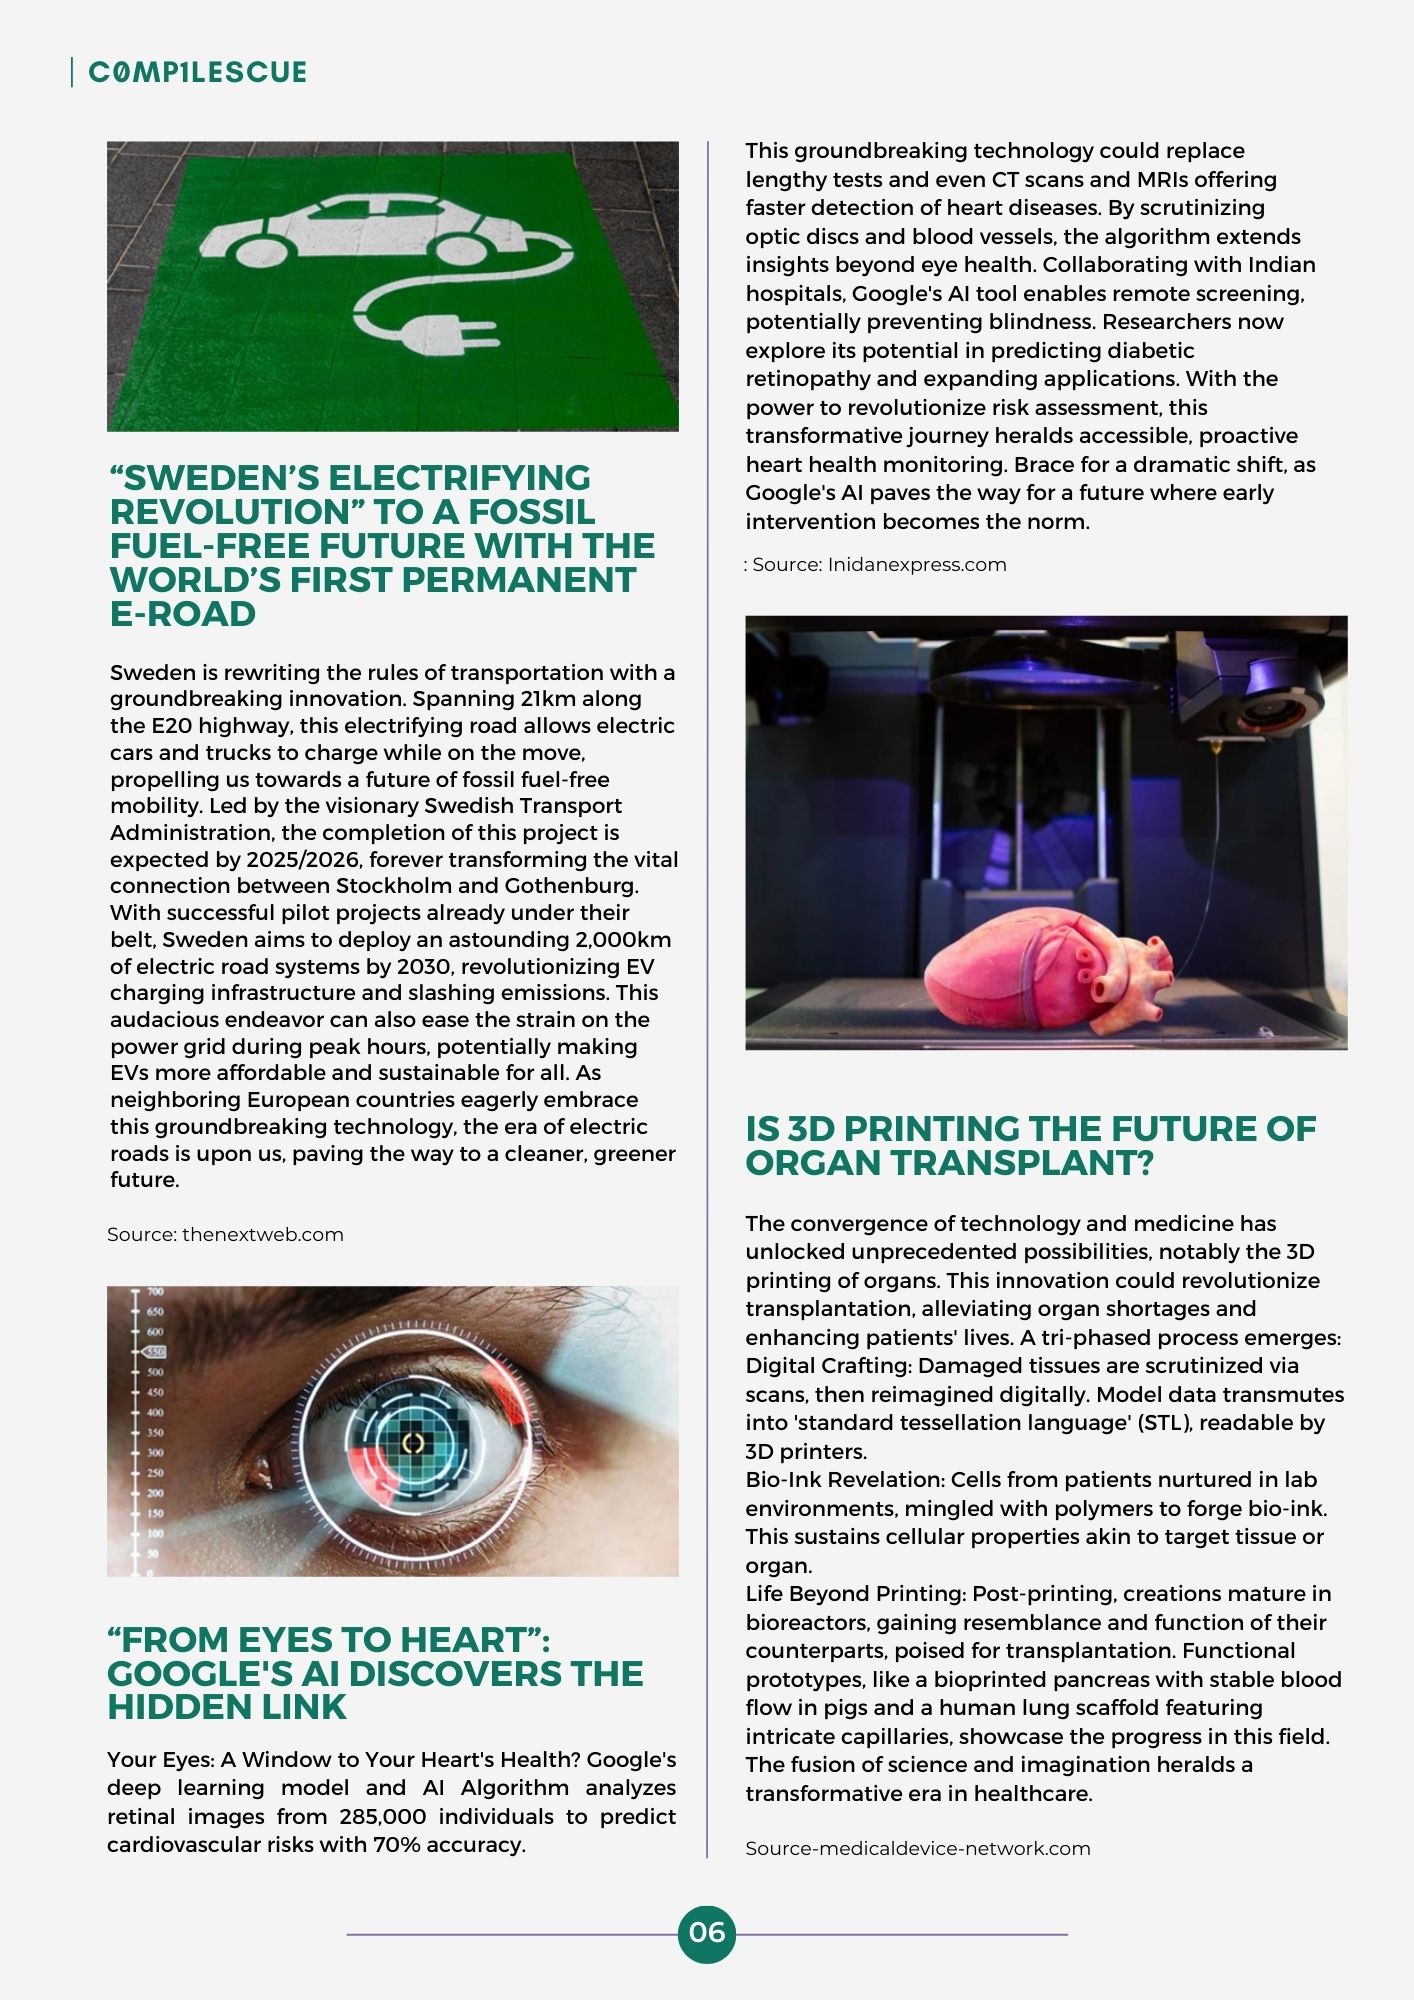 C0MP1LESCUE
“SWEDEN’S ELECTRIFYING
REVOLUTION” TO A FOSSIL
FUEL-FREE FUTURE WITH THE
WORLD’S FIRST PERMANENT
E-ROAD
Sweden is rewriting the rules of transportation with a
groundbreaking innovation. Spanning 21km along
the E20 highway, this electrifying road allows electric
cars and trucks to charge while on the move,
propelling us towards a future of fossil fuel-free
mobility. Led by the visionary Swedish Transport
Administration, the completion of this project is
expected by 2025/2026, forever transforming the vital
connection between Stockholm and Gothenburg.
With successful pilot projects already under their
belt, Sweden aims to deploy an astounding 2,000km
of electric road systems by 2030, revolutionizing EV
charging infrastructure and slashing emissions. This
audacious endeavor can also ease the strain on the
power grid during peak hours, potentially making
EVs more affordable and sustainable for all. As
neighboring European countries eagerly embrace
this groundbreaking technology, the era of electric
roads is upon us, paving the way to a cleaner, greener
future.
Source: thenextweb.com
700
650
600
550
500
450
400
350
300
250
200
150
100
50
0
“FROM EYES TO HEART”:
GOOGLE'S AI DISCOVERS THE
HIDDEN LINK
Your Eyes: A Window to Your Heart's Health? Google's
deep learning model and AI Algorithm analyzes
retinal images from 285,000 individuals to predict
cardiovascular risks with 70% accuracy.
This groundbreaking technology could replace
lengthy tests and even CT scans and MRIs offering
faster detection of heart diseases. By scrutinizing
optic discs and blood vessels, the algorithm extends
insights beyond eye health. Collaborating with Indian
hospitals, Google's AI tool enables remote screening,
potentially preventing blindness. Researchers now
explore its potential in predicting diabetic
retinopathy and expanding applications. With the
power to revolutionize risk assessment, this
transformative journey heralds accessible, proactive
heart health monitoring. Brace for a dramatic shift, as
Google's AI paves the way for a future where early
intervention becomes the norm.
: Source: Inidanexpress.com
IS 3D PRINTING THE FUTURE OF
ORGAN TRANSPLANT?
The convergence of technology and medicine has
unlocked unprecedented possibilities, notably the 3D
printing of organs. This innovation could revolutionize
transplantation, alleviating organ shortages and
enhancing patients' lives. A tri-phased process emerges:
Digital Crafting: Damaged tissues are scrutinized via
scans, then reimagined digitally. Model data transmutes
into 'standard tessellation language' (STL), readable by
3D printers.
Bio-Ink Revelation: Cells from patients nurtured in lab
environments, mingled with polymers to forge bio-ink.
This sustains cellular properties akin to target tissue or
organ.
Life Beyond Printing: Post-printing, creations mature in
bioreactors, gaining resemblance and function of their
counterparts, poised for transplantation. Functional
prototypes, like a bioprinted pancreas with stable blood
flow in pigs and a human lung scaffold featuring
intricate capillaries, showcase the progress in this field.
The fusion of science and imagination heralds a
transformative era in healthcare.
Source-medicaldevice-network.com
06